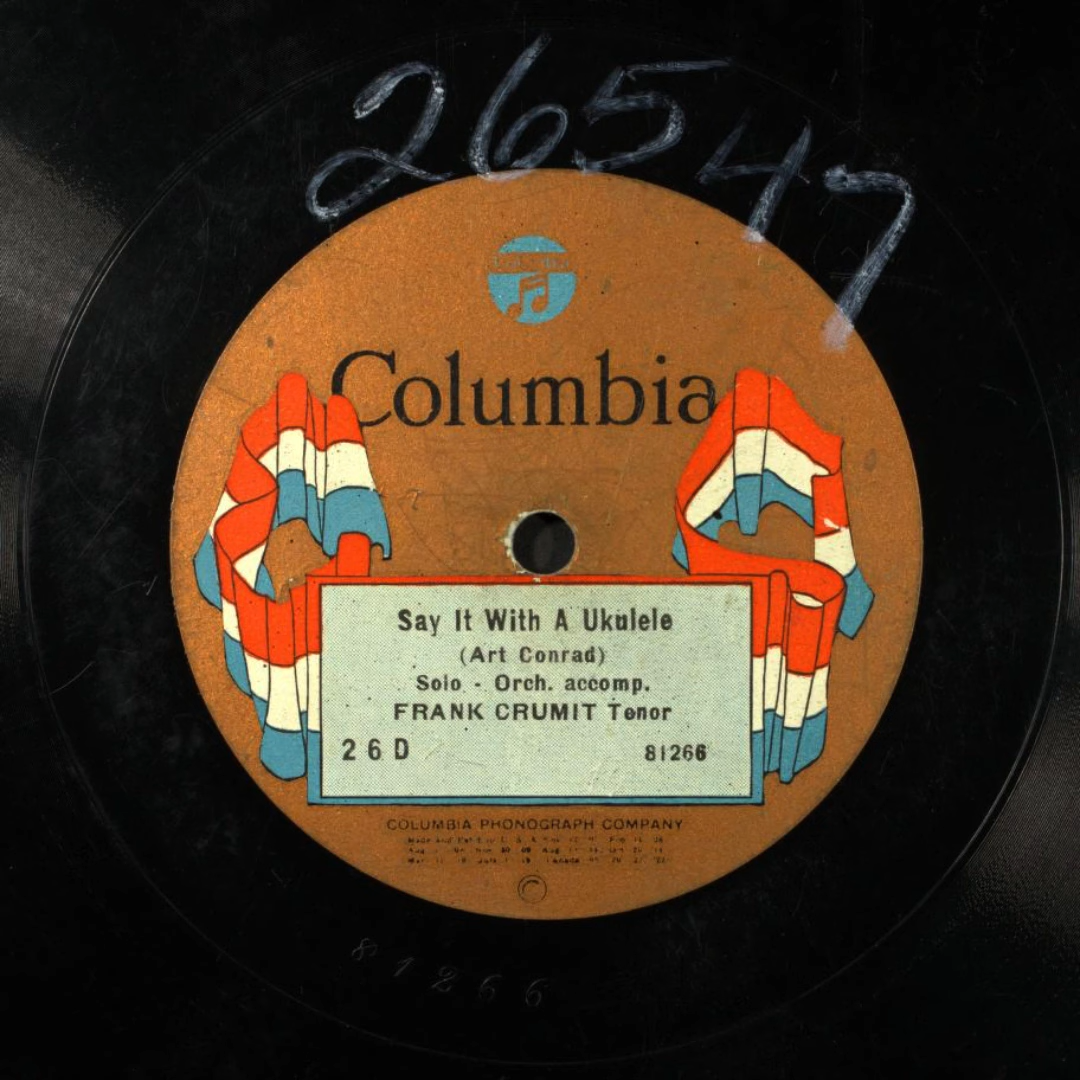 26547
Columbia
Say It With A Ukulele
(Art Conrad)
Solo - Orch. accomp.
FRANK CRUMIT Tenor
26D 81266
COLUMBIA PHONOGRAPH COMPANY
81266